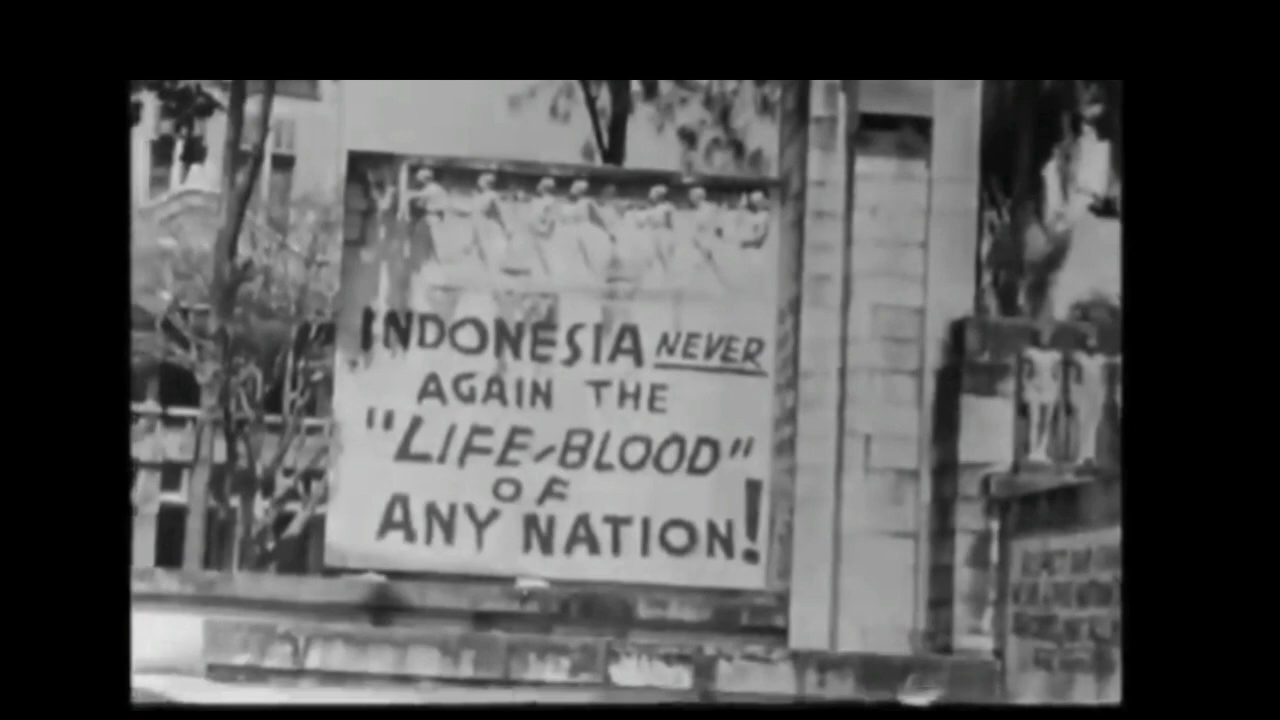 INDONESIA NEVER
AGAIN THE
"LIFE-BLOOD"
OF
ANY NATION!